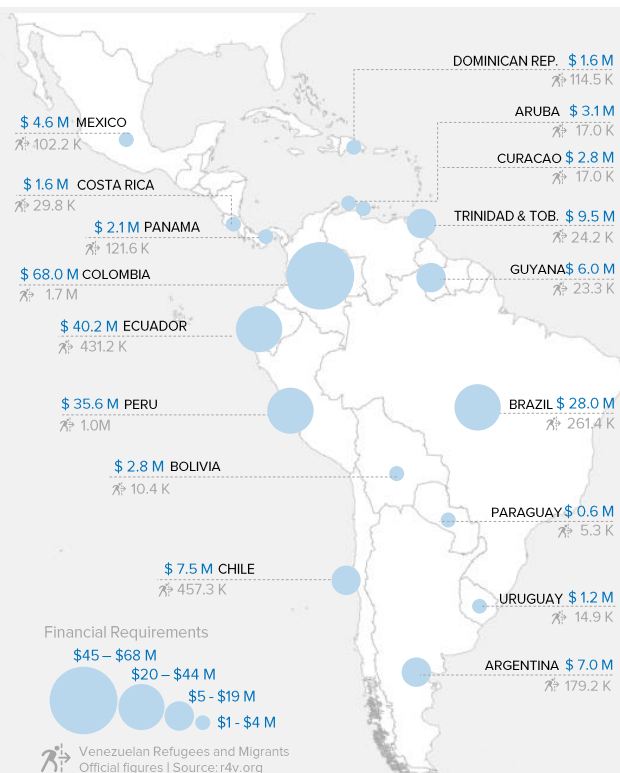 DOMINICAN REP. $ 1.6 M
114.5 K
ARUBA $ 3.1 M
17.0 K
CURACAO $ 2.8 M
17.0 K
TRINIDAD & TOB. $ 9.5 M
24.2 K
GUYANA $ 6.0 M
23.3 K
$ 4.6 M MEXICO
102.2 K
$ 1.6 M COSTA RICA
29.8 K
$ 2.1 M PANAMA
121.6 K
$ 68.0 M COLOMBIA
1.7 M
$ 40.2 M ECUADOR
431.2 K
$ 35.6 M PERU
1.0M
BRAZIL $ 28.0 M
261.4 K
$ 2.8 M BOLIVIA
10.4 K
PARAGUAY $ 0.6 M
5.3 K
$ 7.5 M CHILE
457.3 K
URUGUAY $ 1.2 M
14.9 K
ARGENTINA $ 7.0 M
179.2 K
Financial Requirements
$45 – $68 M
$20 – $44 M
$5 - $19 M
$1 - $4 M
Venezuelan Refugees and Migrants
Official figures | Source: r4v.org